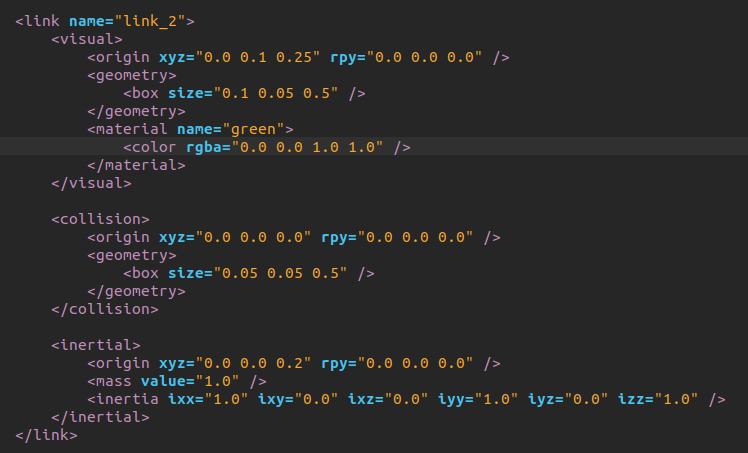 <link name="link_2">
    <visual>
        <origin xyz="0.0 0.1 0.25" rpy="0.0 0.0 0.0" />
        <geometry>
            <box size="0.1 0.05 0.5" />
        </geometry>
        <material name="green">
            <color rgba="0.0 0.0 1.0 1.0" />
        </material>
    </visual>

    <collision>
        <origin xyz="0.0 0.0 0.0" rpy="0.0 0.0 0.0" />
        <geometry>
            <box size="0.05 0.05 0.5" />
        </geometry>
    </collision>

    <inertial>
        <origin xyz="0.0 0.0 0.2" rpy="0.0 0.0 0.0" />
        <mass value="1.0" />
        <inertia ixx="1.0" ixy="0.0" ixz="0.0" iyy="1.0" iyz="0.0" izz="1.0" />
    </inertial>
</link>